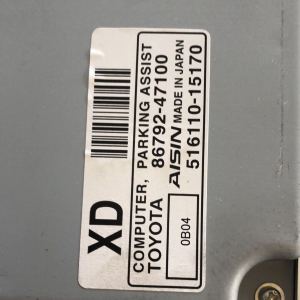 XD
COMPUTER, PARKING ASSIST
TOYOTA 86792-47100
AISIN MADE IN JAPAN
0B04 516110-15170